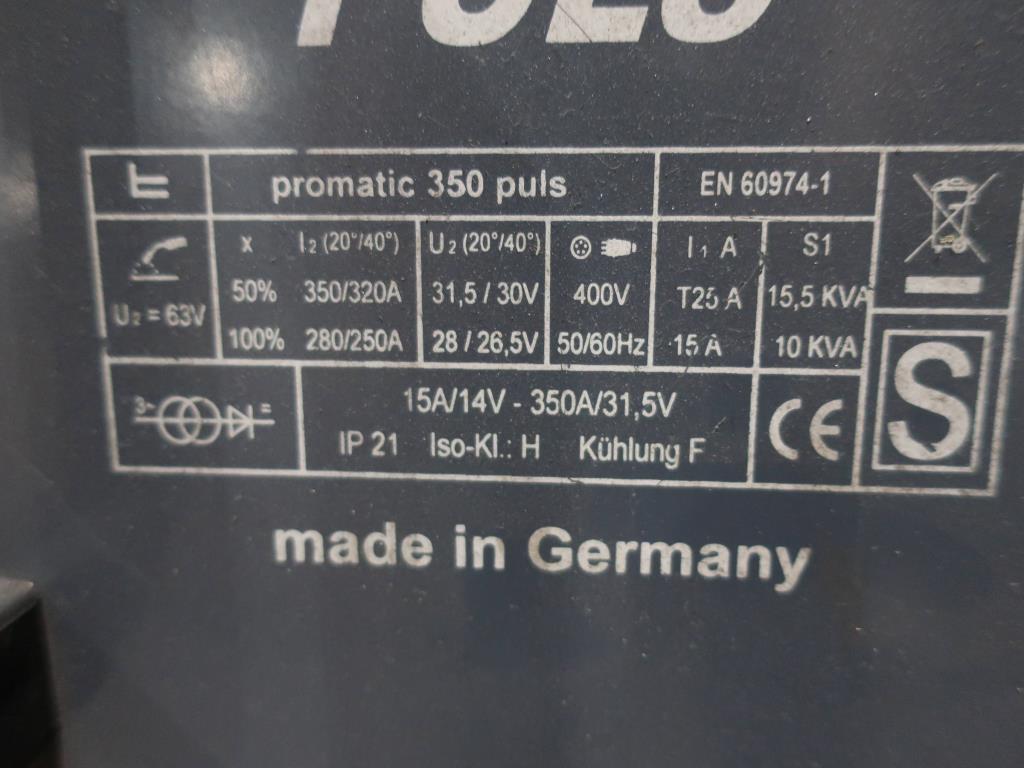 promatic 350 puls EN 60974-1
x I2 (20°/40°) U2 (20°/40°) I1 A S1
50% 350/320A 31,5 / 30V 400V T25 A 15,5 KVA
U2 = 63V
100% 280/250A 28 / 26,5V 50/60Hz 15 A 10 KVA
3~ =
15A/14V - 350A/31,5V
IP 21 Iso-Kl.: H Kühlung F
CE
S
made in Germany